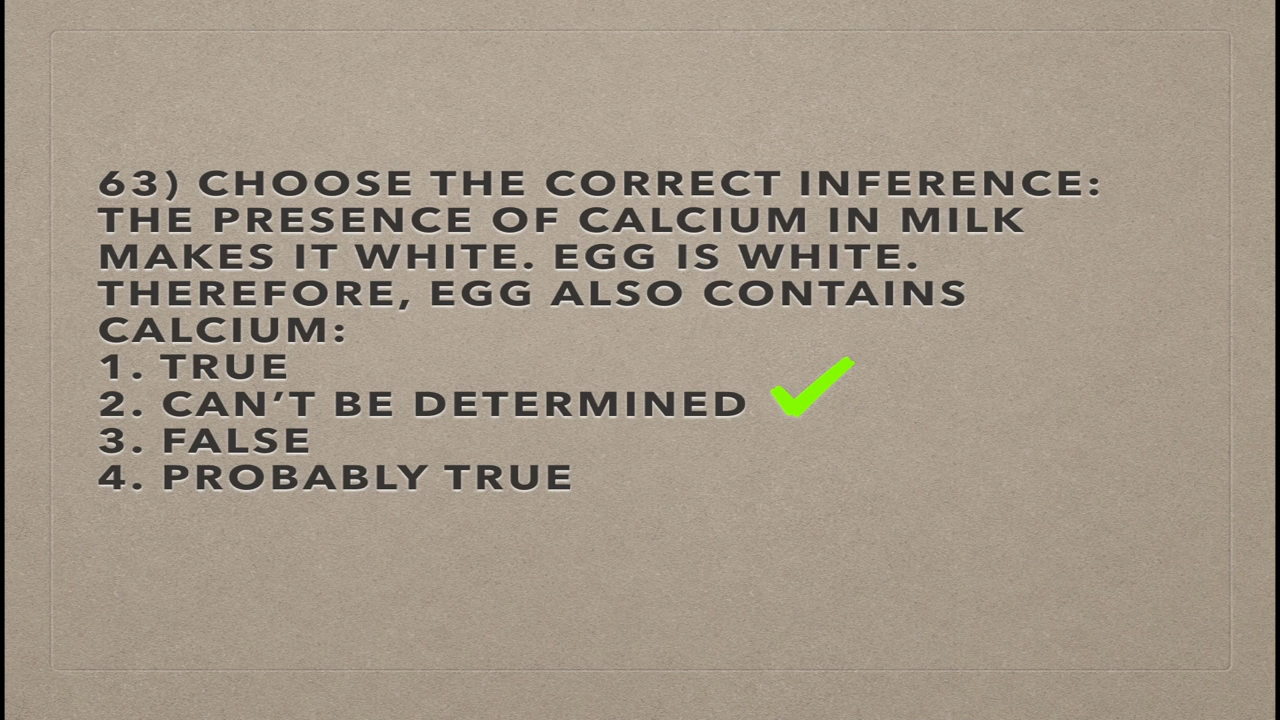 63) CHOOSE THE CORRECT INFERENCE:
THE PRESENCE OF CALCIUM IN MILK
MAKES IT WHITE. EGG IS WHITE.
THEREFORE, EGG ALSO CONTAINS
CALCIUM:
1. TRUE
2. CAN’T BE DETERMINED
3. FALSE
4. PROBABLY TRUE